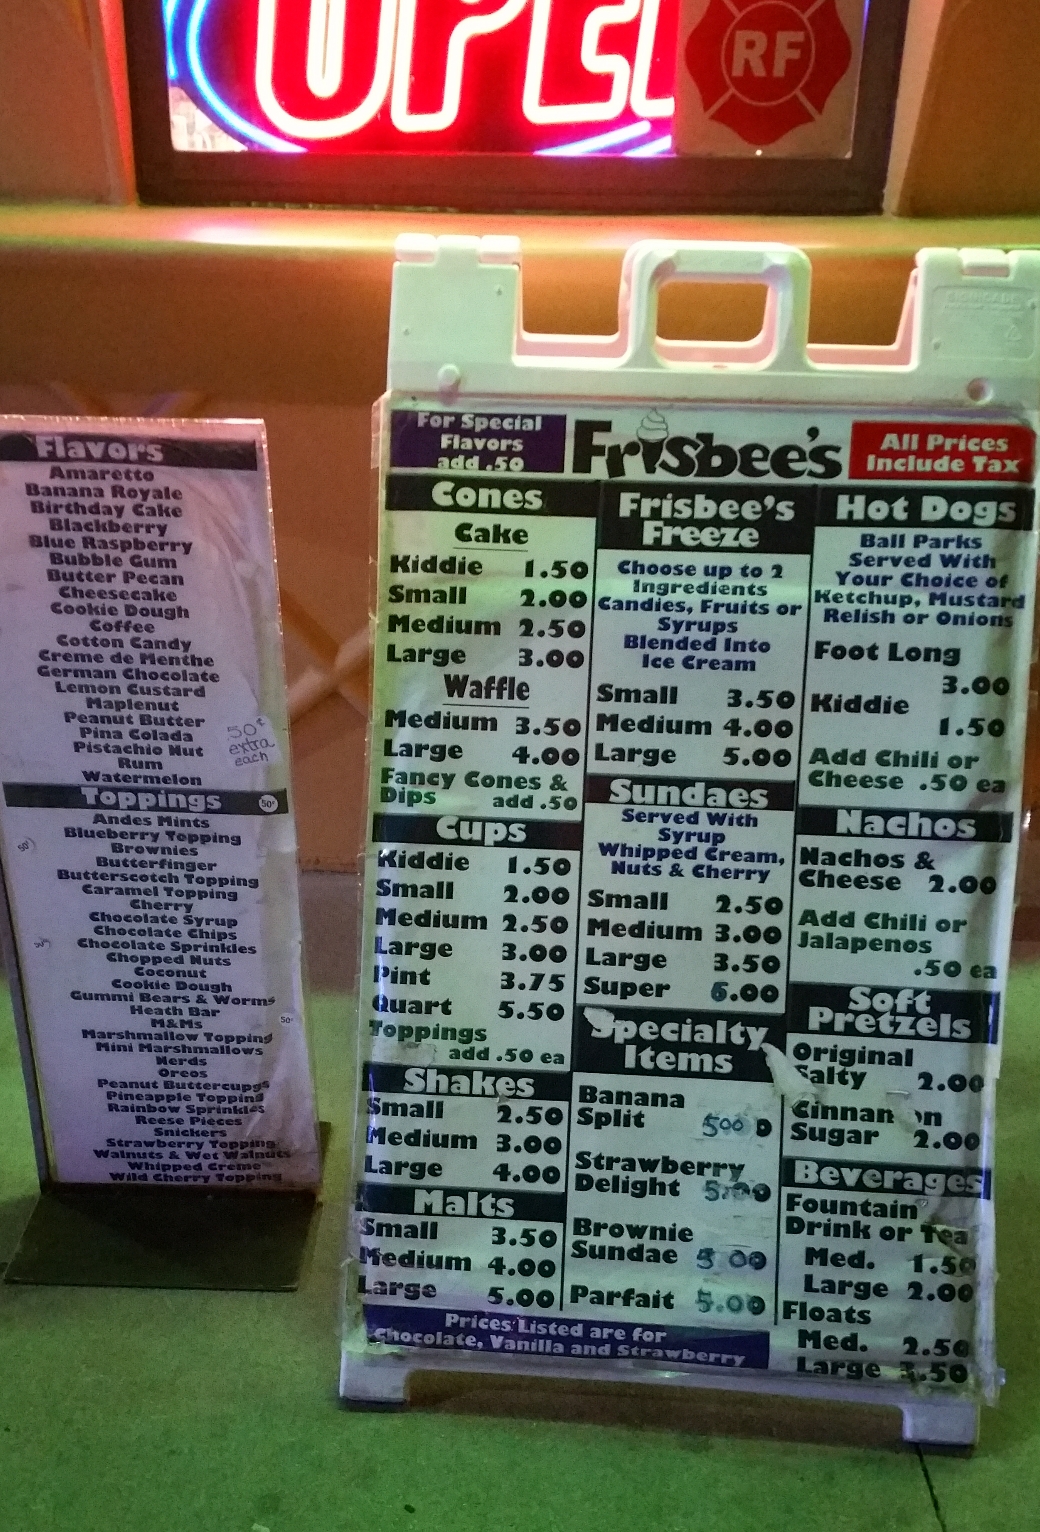 OPEN
RF
Flavors
Amaretto
Banana Royale
Birthday Cake
Blackberry
Blue Raspberry
Bubble Gum
Butter Pecan
Cheesecake
Cookie Dough
Coffee
Cotton Candy
Creme de Menthe
German Chocolate
Lemon Custard
Maplenut
Peanut Butter
Pina Colada
Pistachio Nut
Rum
Watermelon
50¢
extra
each
Toppings 50¢
Andes Mints
Blueberry Topping
Brownies
Butterfinger
Butterscotch Topping
Caramel Topping
Cherry
Chocolate Syrup
Chocolate Chips
Chocolate Sprinkles
Chopped Nuts
Coconut
Cookie Dough
Gummi Bears & Worms
Heath Bar
M&Ms
Marshmallow Topping
Mini Marshmallows
Nerds
Oreos
Peanut Buttercups
Pineapple Topping
Rainbow Sprinkles
Reese Pieces
Snickers
Strawberry Topping
Walnuts & Wet Walnuts
Whipped Creme
Wild Cherry Topping
For Special
Flavors
add .50
Frisbee's
All Prices
Include Tax
Cones
Cake
Kiddie 1.50
Small 2.00
Medium 2.50
Large 3.00
Waffle
Medium 3.50
Large 4.00
Fancy Cones &
Dips add .50
Cups
Kiddie 1.50
Small 2.00
Medium 2.50
Large 3.00
Pint 3.75
Quart 5.50
Toppings
add .50 ea
Shakes
Small 2.50
Medium 3.00
Large 4.00
Malts
Small 3.50
Medium 4.00
Large 5.00
Frisbee's
Freeze
Choose up to 2
Ingredients
Candies, Fruits or
Syrups
Blended Into
Ice Cream
Small 3.50
Medium 4.00
Large 5.00
Sundaes
Served With
Syrup
Whipped Cream,
Nuts & Cherry
Small 2.50
Medium 3.00
Large 3.50
Super 6.00
Specialty
Items
Banana
Split 5.00
Strawberry
Delight 5.00
Brownie
Sundae 5.00
Parfait 5.00
Hot Dogs
Ball Parks
Served With
Your Choice of
Ketchup, Mustard
Relish or Onions
Foot Long
3.00
Kiddie
1.50
Add Chili or
Cheese .50 ea
Nachos
Nachos &
Cheese 2.00
Add Chili or
Jalapenos
.50 ea
Soft
Pretzels
Original
Salty 2.00
Cinnamon
Sugar 2.00
Beverages
Fountain
Drink or Tea
Med. 1.50
Large 2.00
Floats
Med. 2.50
Large 3.50
Prices Listed are for
Chocolate, Vanilla and Strawberry